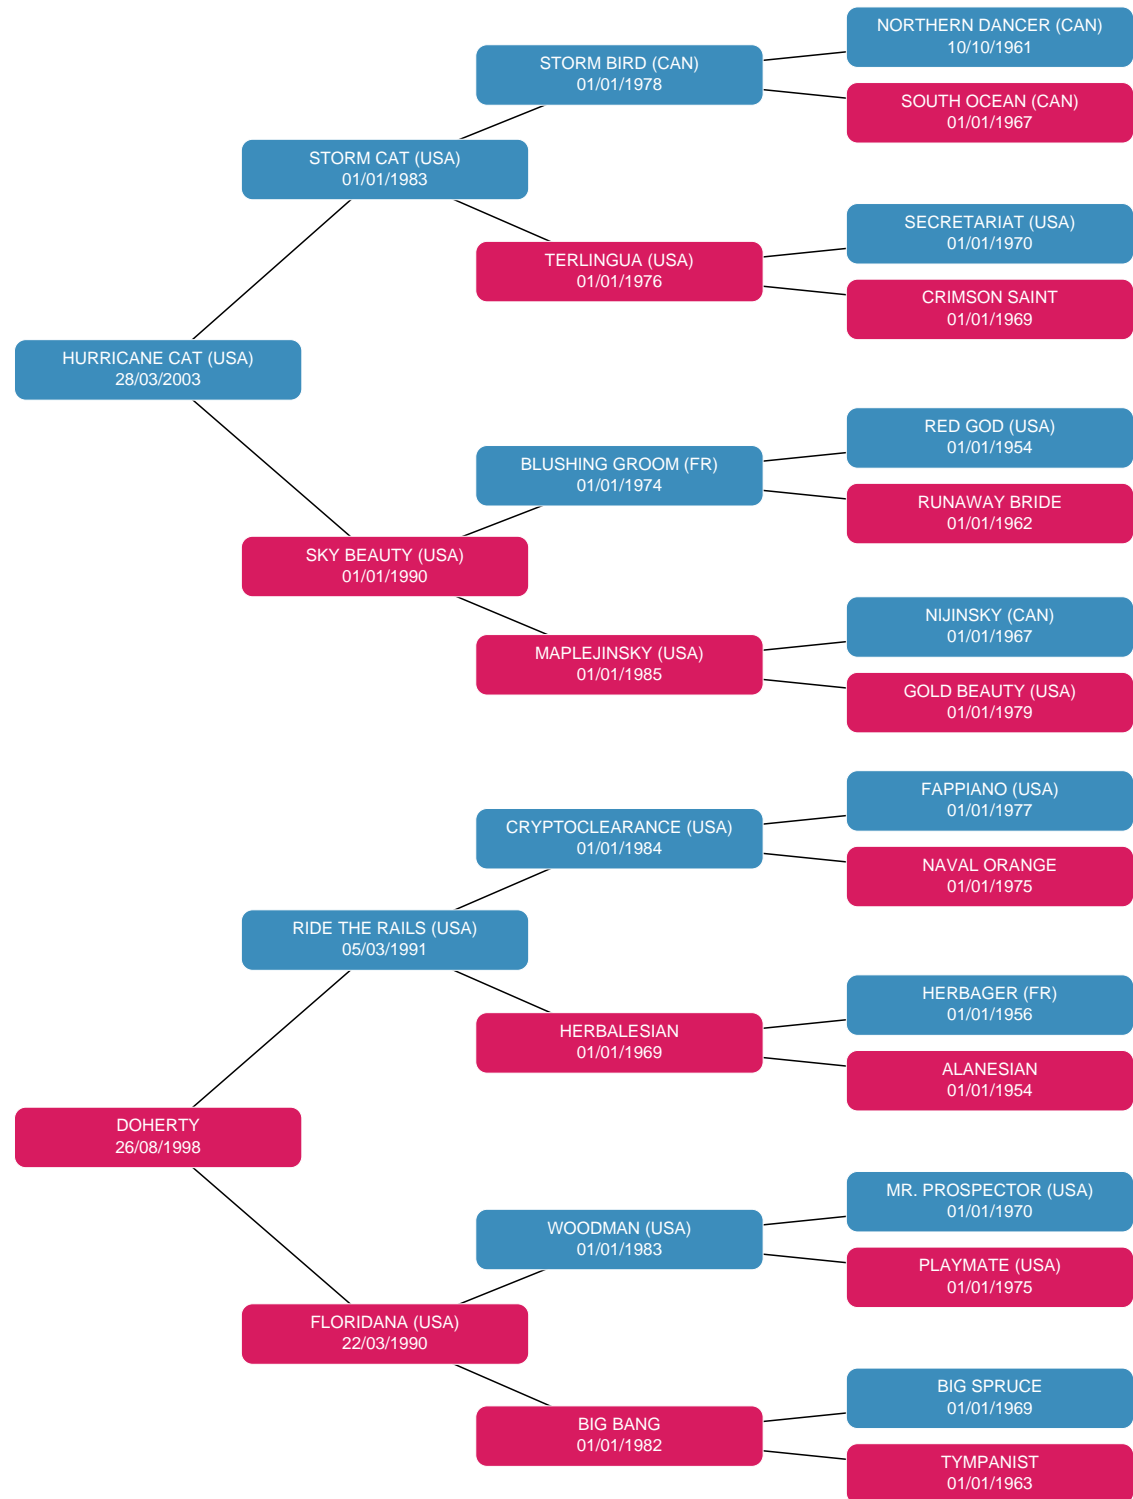 NORTHERN DANCER (CAN)
10/10/1961
STORM BIRD (CAN)
01/01/1978
SOUTH OCEAN (CAN)
01/01/1967
STORM CAT (USA)
01/01/1983
SECRETARIAT (USA)
01/01/1970
TERLINGUA (USA)
01/01/1976
CRIMSON SAINT
01/01/1969
HURRICANE CAT (USA)
28/03/2003
RED GOD (USA)
01/01/1954
BLUSHING GROOM (FR)
01/01/1974
RUNAWAY BRIDE
01/01/1962
SKY BEAUTY (USA)
01/01/1990
NIJINSKY (CAN)
01/01/1967
MAPLEJINSKY (USA)
01/01/1985
GOLD BEAUTY (USA)
01/01/1979
FAPPIANO (USA)
01/01/1977
CRYPTOCLEARANCE (USA)
01/01/1984
NAVAL ORANGE
01/01/1975
RIDE THE RAILS (USA)
05/03/1991
HERBAGER (FR)
01/01/1956
HERBALESIAN
01/01/1969
ALANESIAN
01/01/1954
DOHERTY
26/08/1998
MR. PROSPECTOR (USA)
01/01/1970
WOODMAN (USA)
01/01/1983
PLAYMATE (USA)
01/01/1975
FLORIDANA (USA)
22/03/1990
BIG SPRUCE
01/01/1969
BIG BANG
01/01/1982
TYMPANIST
01/01/1963